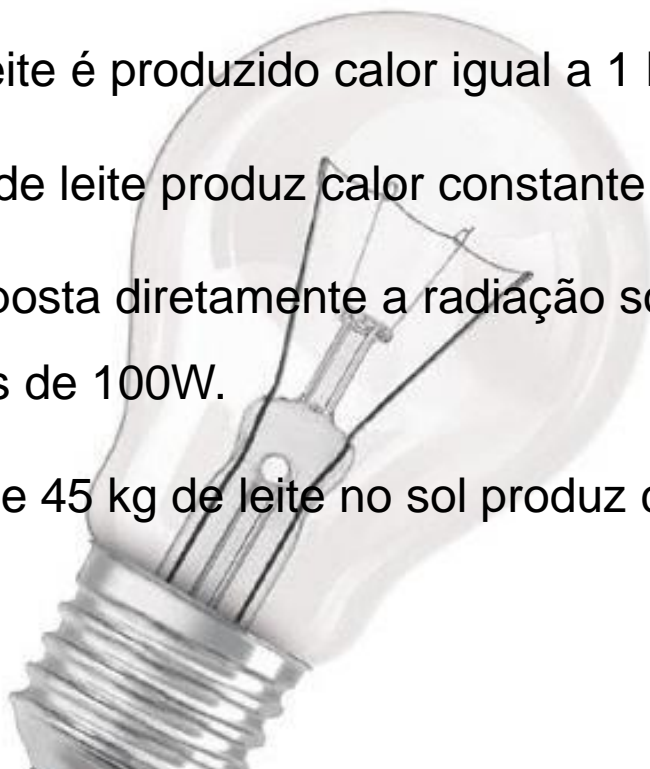 eite é produzido calor igual a 1
de leite produz calor constante
posta diretamente a radiação so
s de 100W.
e 45 kg de leite no sol produz